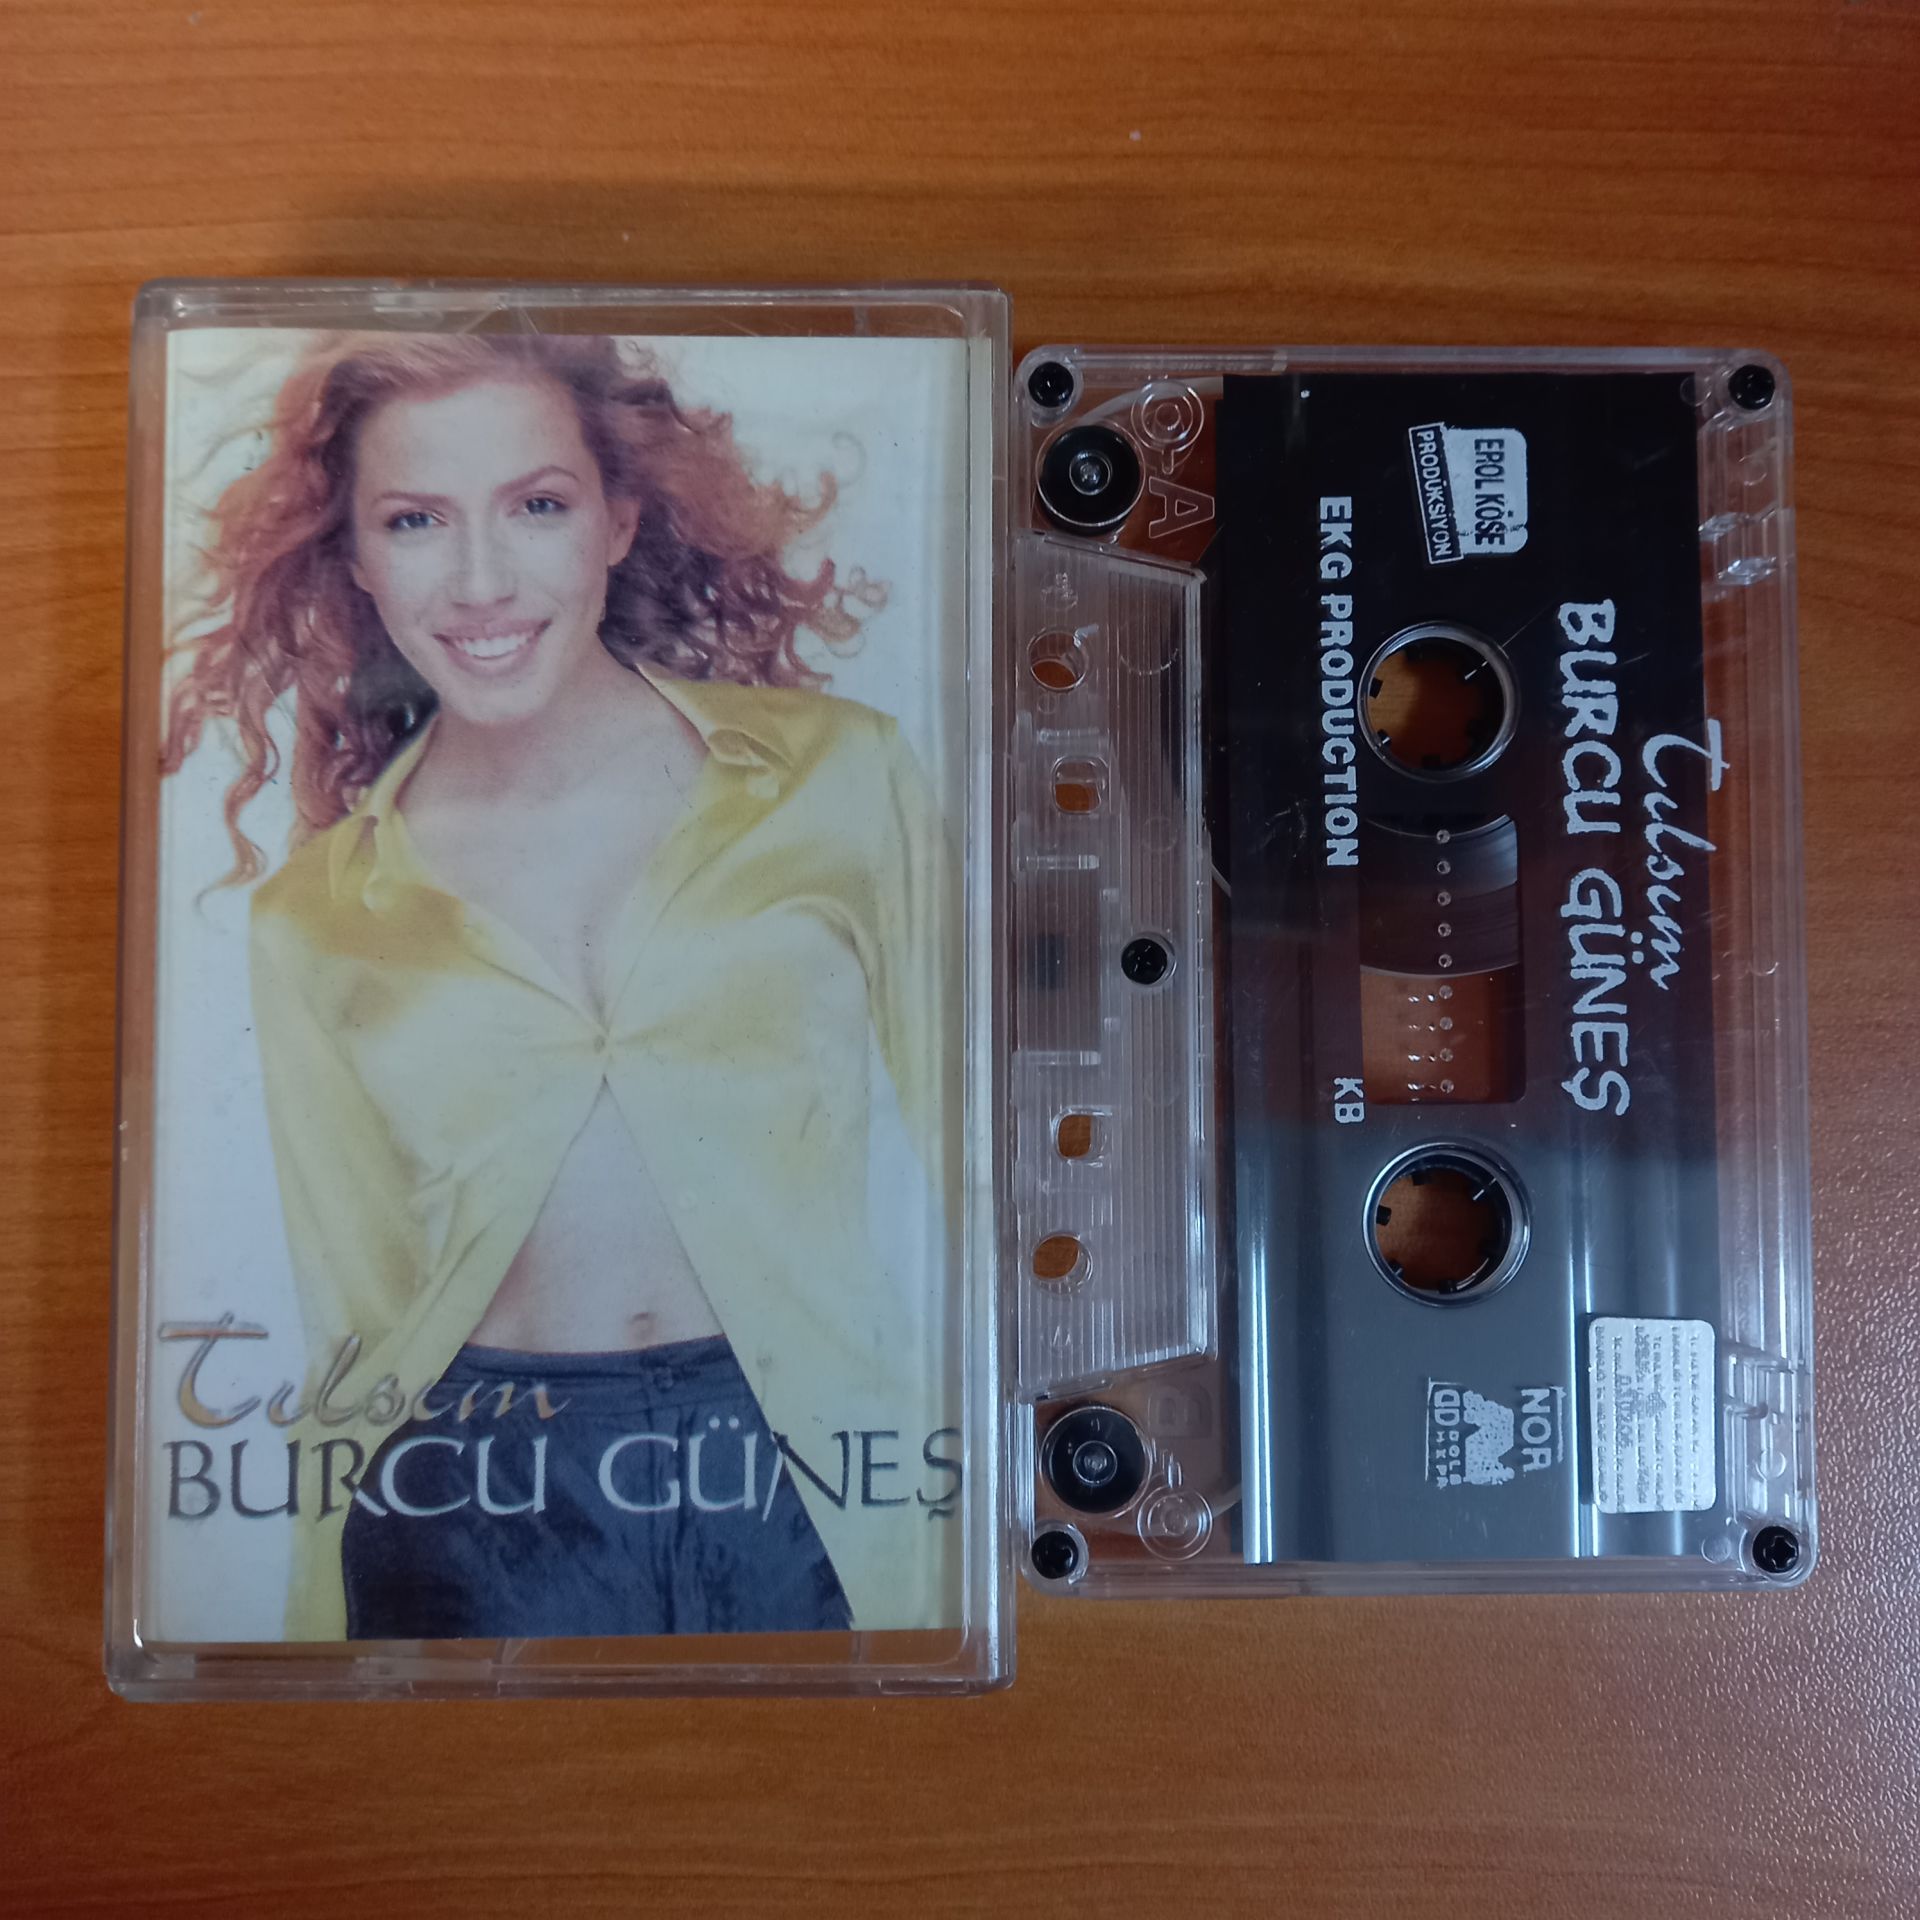 Tılsım
BURCU GÜNEŞ
Tılsım
BURCU GÜNEŞ
EROL KÖSE
PRODÜKSİYON
EKG PRODUCTION
KB
NOR
A
B